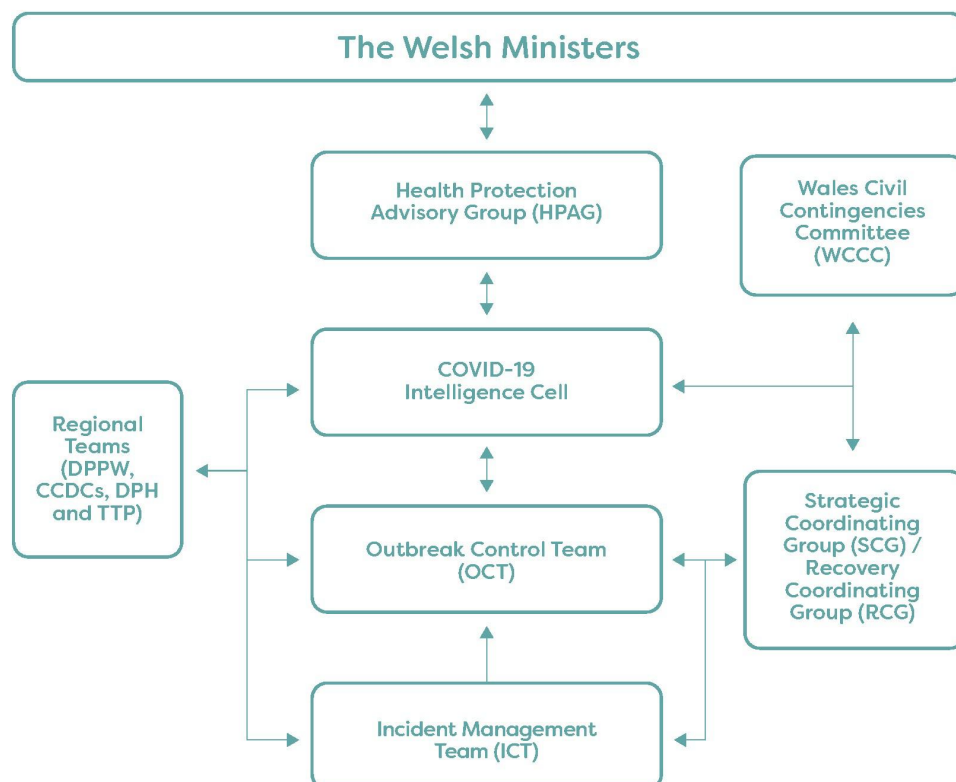 The Welsh Ministers
Health Protection
Advisory Group (HPAG)
Wales Civil
Contingencies
Committee
(WCCC)
COVID-19
Intelligence Cell
Regional
Teams
(DPPW,
CCDCs, DPH
and TTP)
Strategic
Coordinating
Group (SCG) /
Recovery
Coordinating
Group (RCG)
Outbreak Control Team
(OCT)
Incident Management
Team (ICT)